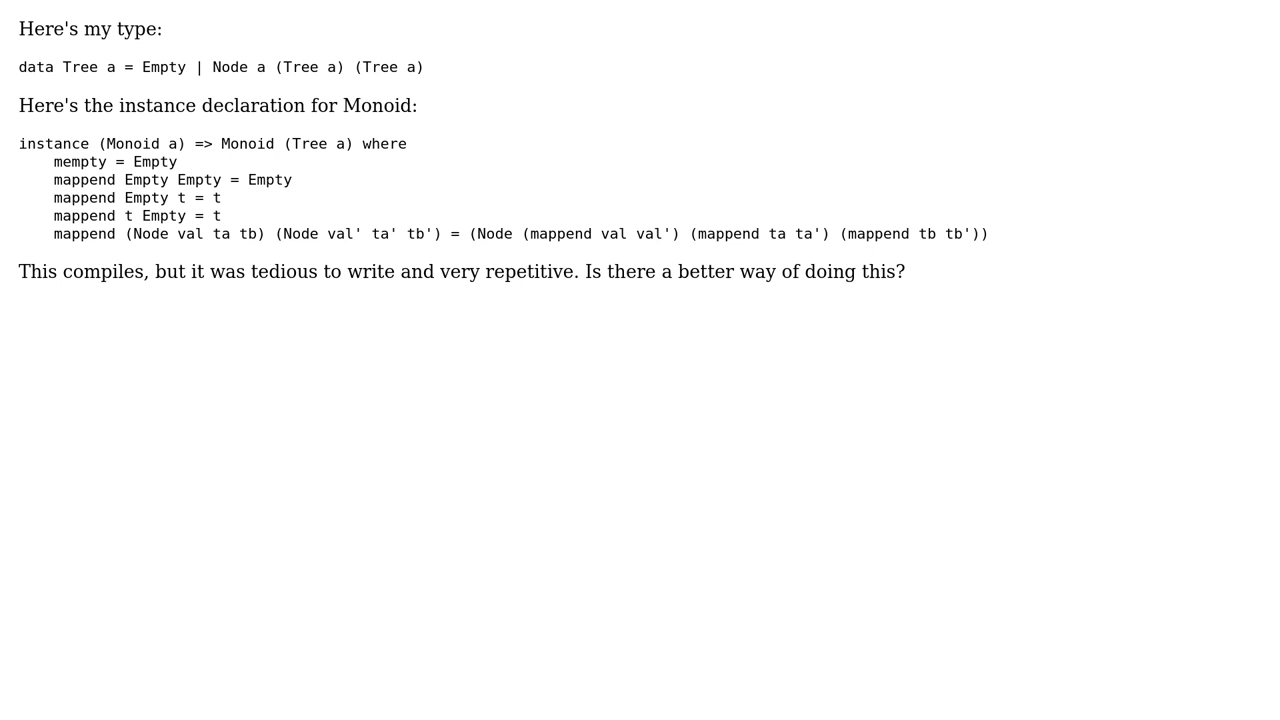 Here's my type:
data Tree a = Empty | Node a (Tree a) (Tree a)
Here's the instance declaration for Monoid:
instance (Monoid a) => Monoid (Tree a) where
    mempty = Empty
    mappend Empty Empty = Empty
    mappend Empty t = t
    mappend t Empty = t
    mappend (Node val ta tb) (Node val' ta' tb') = (Node (mappend val val') (mappend ta ta') (mappend tb tb'))
This compiles, but it was tedious to write and very repetitive. Is there a better way of doing this?